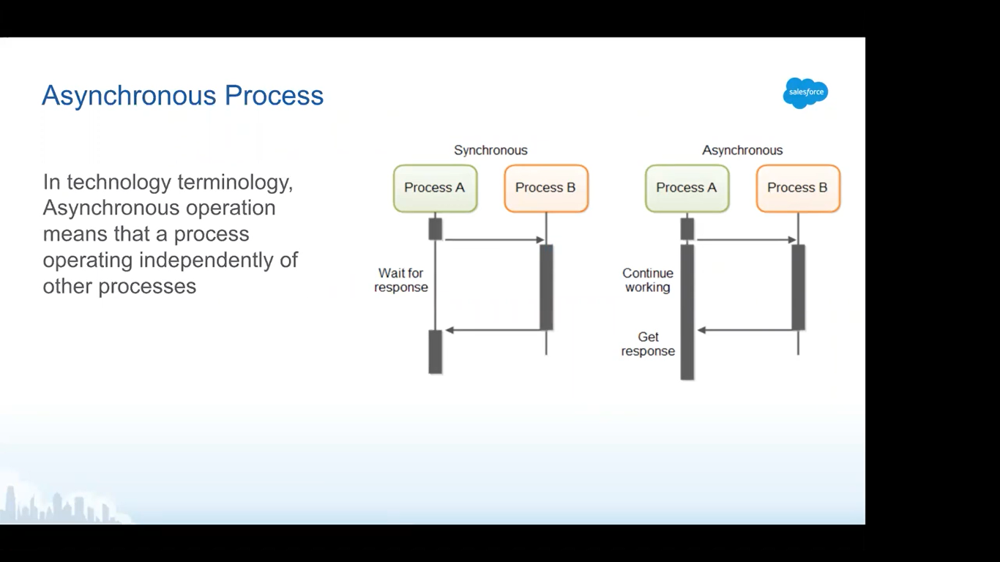 Asynchronous Process
salesforce
In technology terminology,
Asynchronous operation
means that a process
operating independently of
other processes
Synchronous
Process A
Process B
Wait for
response
Asynchronous
Process A
Process B
Continue
working
Get
response